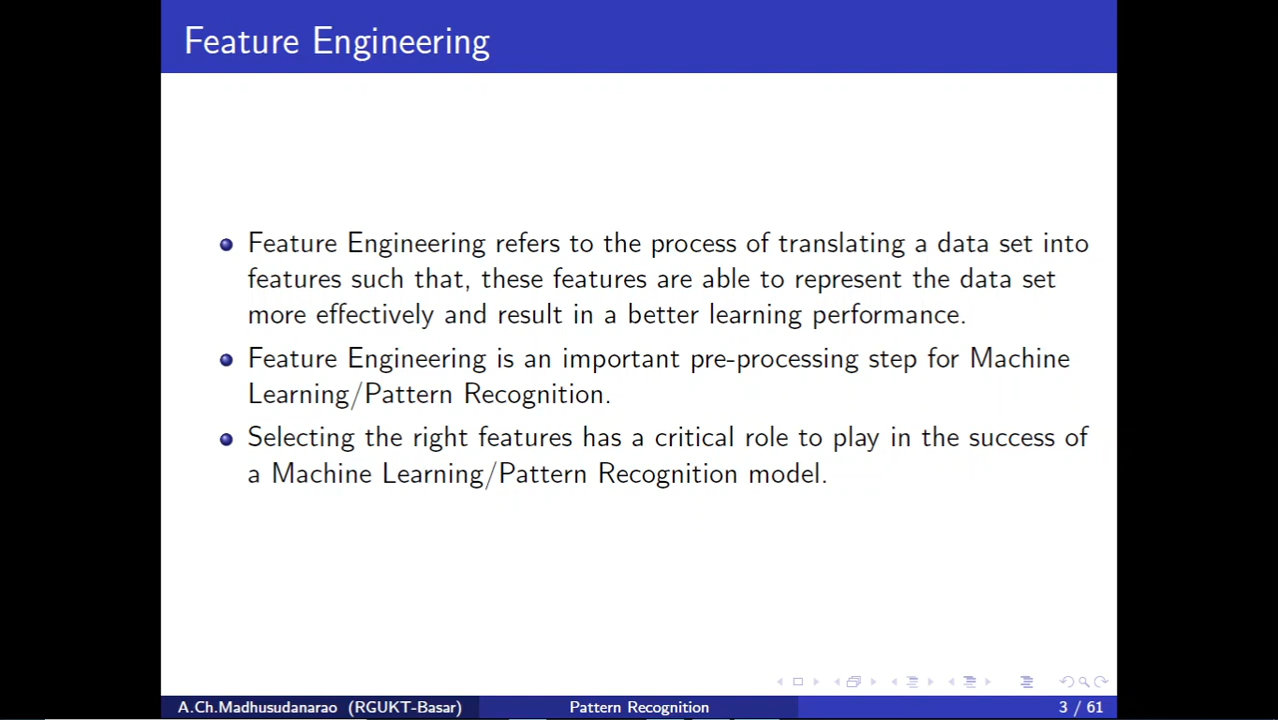 Feature Engineering
Feature Engineering refers to the process of translating a data set into
features such that, these features are able to represent the data set
more effectively and result in a better learning performance.
Feature Engineering is an important pre-processing step for Machine
Learning/Pattern Recognition.
Selecting the right features has a critical role to play in the success of
a Machine Learning/Pattern Recognition model.
A.Ch.Madhusudanarao (RGUKT-Basar) Pattern Recognition 3 / 61